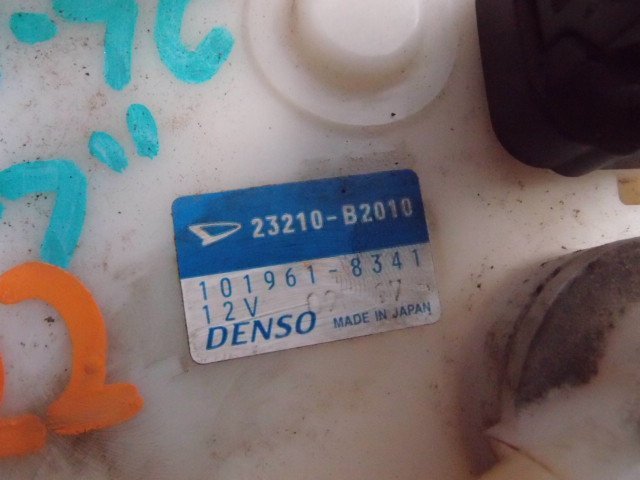 23210-B2010
101961-8341
12V
DENSO MADE IN JAPAN